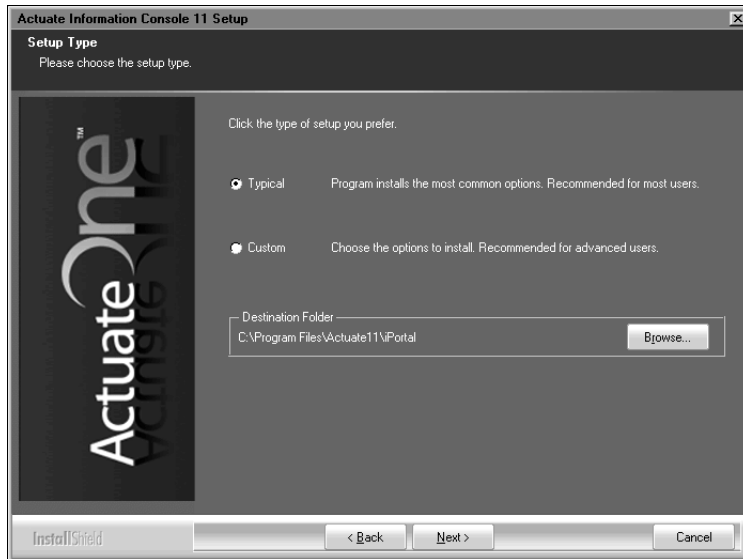 Actuate Information Console 11 Setup
Setup Type
Please choose the setup type.
ActuateOne™
Click the type of setup you prefer.
Typical Program installs the most common options. Recommended for most users.
Custom Choose the options to install. Recommended for advanced users.
Destination Folder
C:\Program Files\Actuate11\iPortal
Browse...
InstallShield
< Back
Next >
Cancel